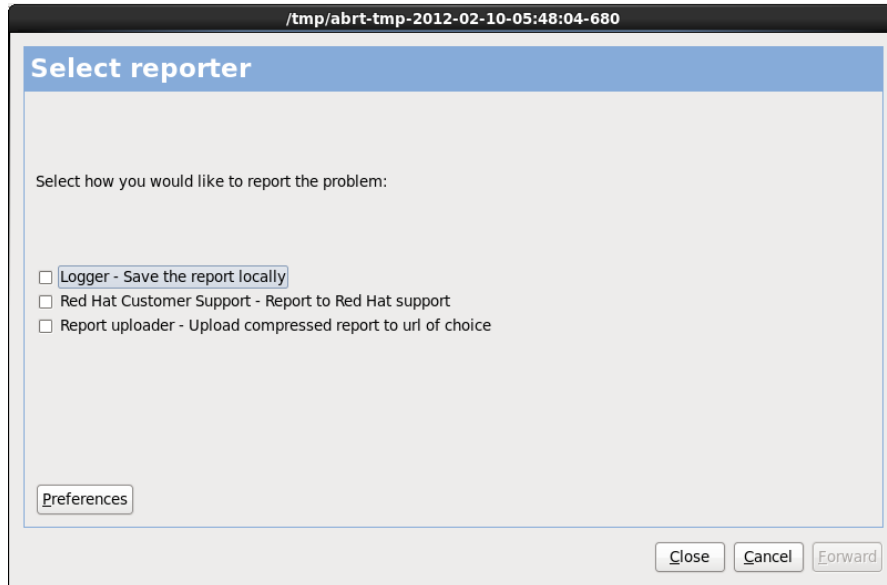 /tmp/abrt-tmp-2012-02-10-05:48:04-680
Select reporter
Select how you would like to report the problem:
Logger - Save the report locally
Red Hat Customer Support - Report to Red Hat support
Report uploader - Upload compressed report to url of choice
Preferences
Close Cancel Forward